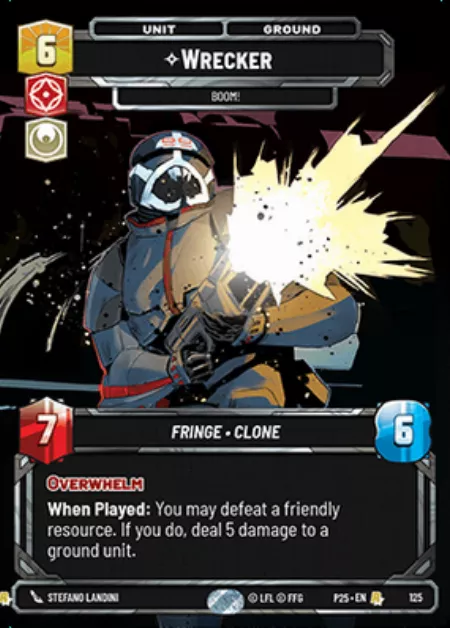 UNIT
GROUND
6
WRECKER
BOOM!
7
FRINGE • CLONE
6
OVERWHELM
When Played: You may defeat a friendly
resource. If you do, deal 5 damage to a
ground unit.
STEFANO LANDINI
© LFL © FFG
P25 • EN
125